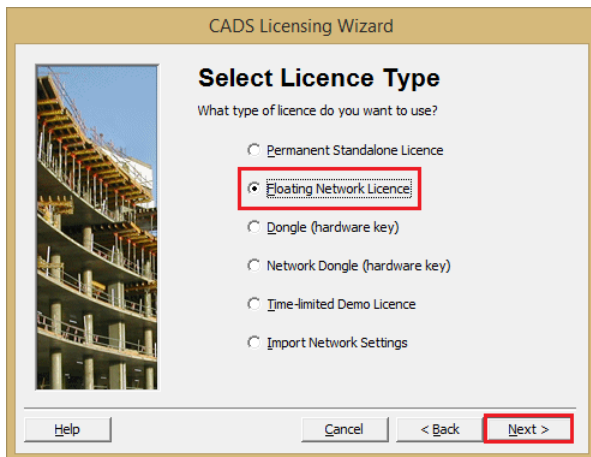 CADS Licensing Wizard
Select Licence Type
What type of licence do you want to use?
Permanent Standalone Licence
Floating Network Licence
Dongle (hardware key)
Network Dongle (hardware key)
Time-limited Demo Licence
Import Network Settings
Help
Cancel
< Back
Next >